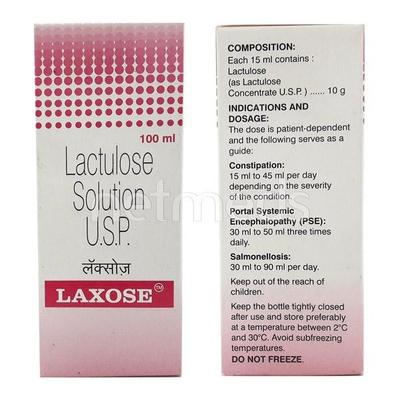 100 ml
Lactulose
Solution
U.S.P.
लॅक्सोज़
LAXOSE™
COMPOSITION:
Each 15 ml contains :
Lactulose
(as Lactulose
Concentrate U.S.P. ) ...... 10 g
INDICATIONS AND
DOSAGE:
The dose is patient-dependent
and the following serves as a
guide:
Constipation:
15 ml to 45 ml per day
depending on the severity
of the condition.
Portal Systemic
Encephalopathy (PSE):
30 ml to 50 ml three times
daily.
Salmonellosis:
30 ml to 90 ml per day.
Keep out of the reach of
children.
Keep the bottle tightly closed
after use and store preferably
at a temperature between 2°C
and 30°C. Avoid subfreezing
temperatures.
DO NOT FREEZE.